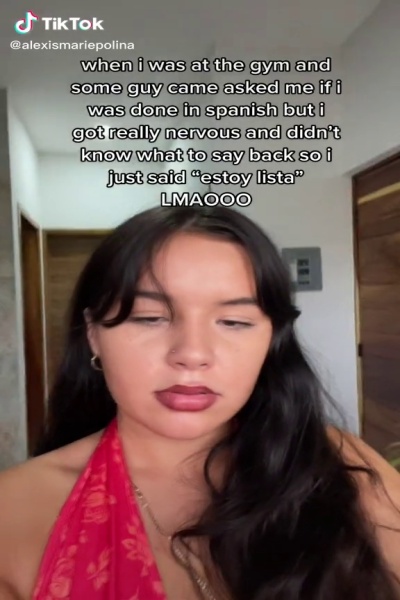 TikTok
@alexismariepolina
when i was at the gym and
some guy came asked me if i
was done in spanish but i
got really nervous and didn't
know what to say back so i
just said “estoy lista”
LMAOOO